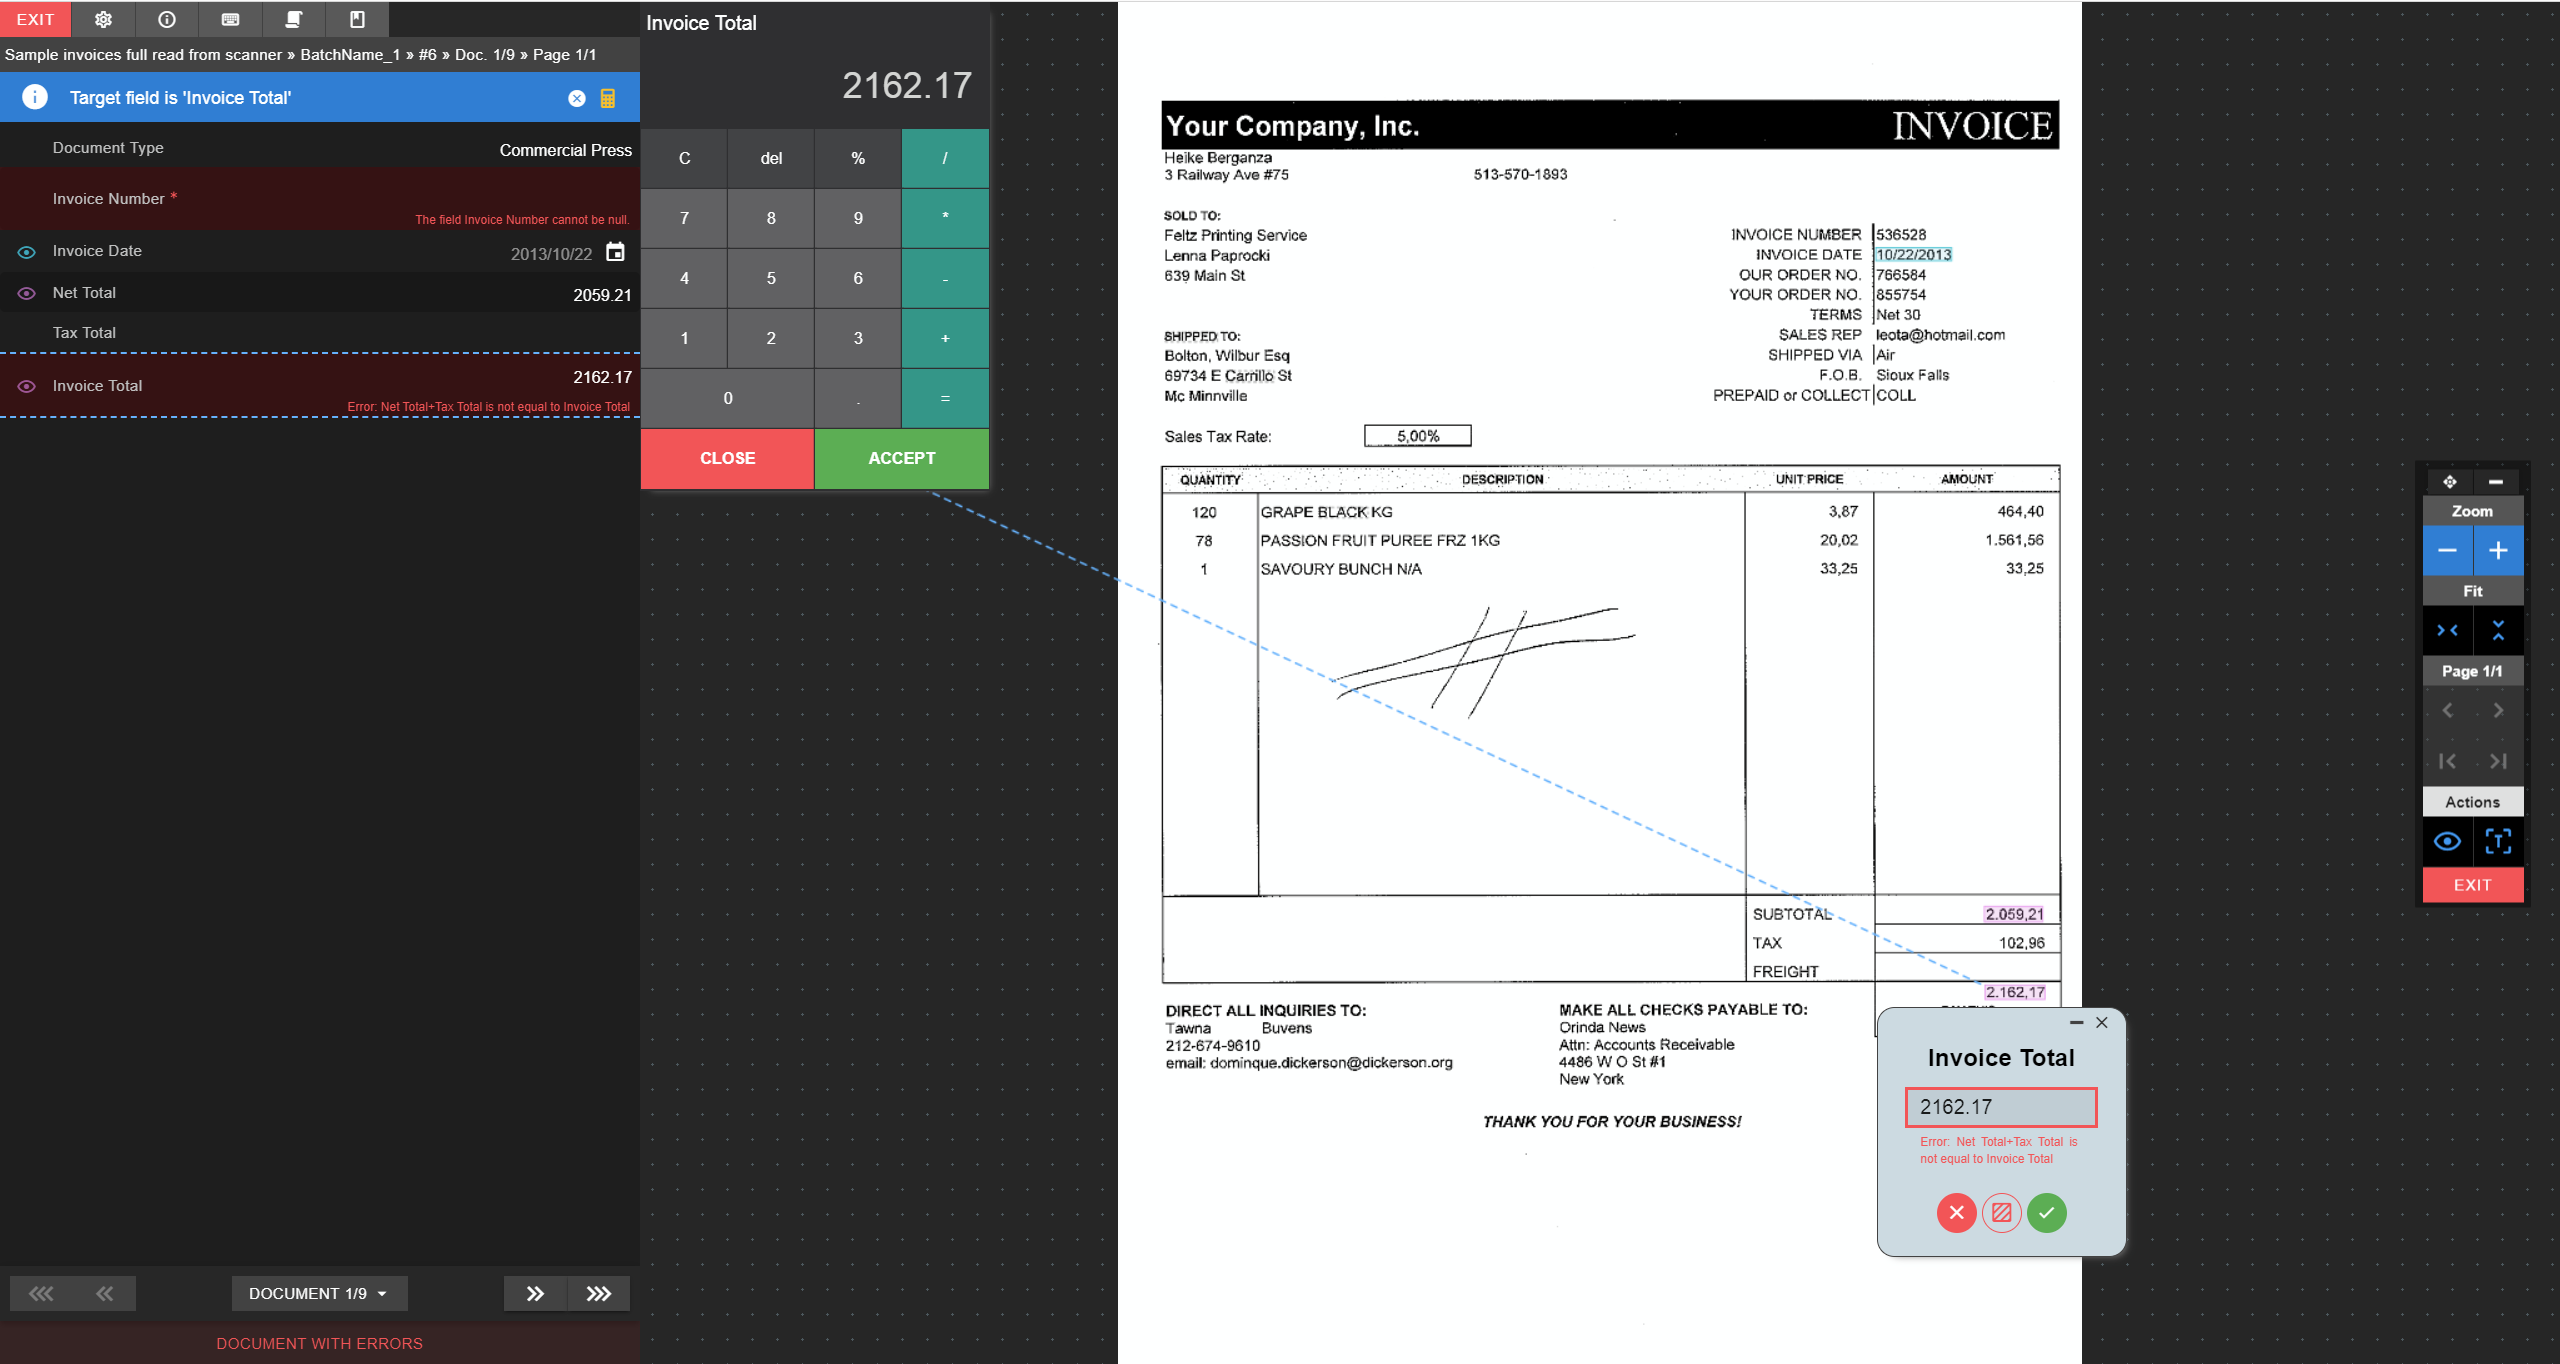 EXIT
Sample invoices full read from scanner » BatchName_1 » #6 » Doc. 1/9 » Page 1/1
Target field is 'Invoice Total'
Document Type
Commercial Press
Invoice Number *
The field Invoice Number cannot be null.
Invoice Date
2013/10/22
Net Total
2059.21
Tax Total
Invoice Total
2162.17
Error: Net Total+Tax Total is not equal to Invoice Total
DOCUMENT 1/9
DOCUMENT WITH ERRORS
Invoice Total
2162.17
C del % /
7 8 9 *
4 5 6 -
1 2 3 +
0 . =
CLOSE ACCEPT
Your Company, Inc. INVOICE
Heike Berganza
3 Railway Ave #75 513-570-1893
SOLD TO:
Feltz Printing Service
Lenna Paprocki
639 Main St
INVOICE NUMBER 536528
INVOICE DATE 10/22/2013
OUR ORDER NO. 766584
YOUR ORDER NO. 855754
TERMS Net 30
SALES REP leota@hotmail.com
SHIPPED VIA Air
F.O.B. Sioux Falls
PREPAID or COLLECT COLL
SHIPPED TO:
Bolton, Wilbur Esq
69734 E Carrillo St
Mc Minnville
Sales Tax Rate: 5,00%
QUANTITY DESCRIPTION UNIT PRICE AMOUNT
120 GRAPE BLACK KG 3,87 464,40
78 PASSION FRUIT PUREE FRZ 1KG 20,02 1.561,56
1 SAVOURY BUNCH N/A 33,25 33,25
SUBTOTAL 2.059,21
TAX 102,96
FREIGHT
2.162,17
DIRECT ALL INQUIRIES TO:
Tawna Buvens
212-674-9610
email: dominque.dickerson@dickerson.org
MAKE ALL CHECKS PAYABLE TO:
Orinda News
Attn: Accounts Receivable
4486 W O St #1
New York
THANK YOU FOR YOUR BUSINESS!
Invoice Total
2162.17
Error: Net Total+Tax Total is
not equal to Invoice Total
Zoom
Fit
Page 1/1
Actions
EXIT